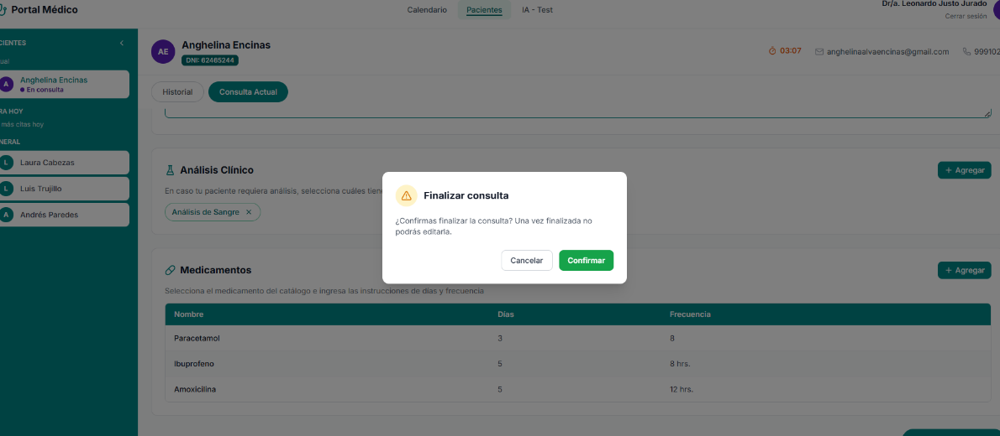 Portal Médico
Calendario
Pacientes
IA - Test
Dr/a. Leonardo Justo Jurado
Cerrar sesión
CIENTES
ual
A
Anghelina Encinas
En consulta
RA HOY
más citas hoy
NERAL
L
Laura Cabezas
L
Luis Trujillo
A
Andrés Paredes
AE
Anghelina Encinas
DNI: 62465244
03:07
anghelinaalvaencinas@gmail.com
999102
Historial
Consulta Actual
Análisis Clínico
+ Agregar
En caso tu paciente requiera análisis, selecciona cuáles tiene
Análisis de Sangre ×
Finalizar consulta
¿Confirmas finalizar la consulta? Una vez finalizada no
podrás editarla.
Cancelar
Confirmar
Medicamentos
+ Agregar
Selecciona el medicamento del catálogo e ingresa las instrucciones de días y frecuencia
Nombre Días Frecuencia
Paracetamol 3 8
Ibuprofeno 5 8 hrs.
Amoxicilina 5 12 hrs.